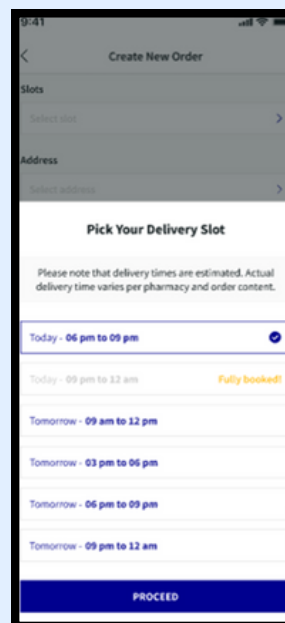 9:41
Create New Order
Slots
Select slot
Address
Select address
Pick Your Delivery Slot
Please note that delivery times are estimated. Actual
delivery time varies per pharmacy and order content.
Today - 06 pm to 09 pm
Today - 09 pm to 12 am Fully booked!
Tomorrow - 09 am to 12 pm
Tomorrow - 03 pm to 06 pm
Tomorrow - 06 pm to 09 pm
Tomorrow - 09 pm to 12 am
PROCEED